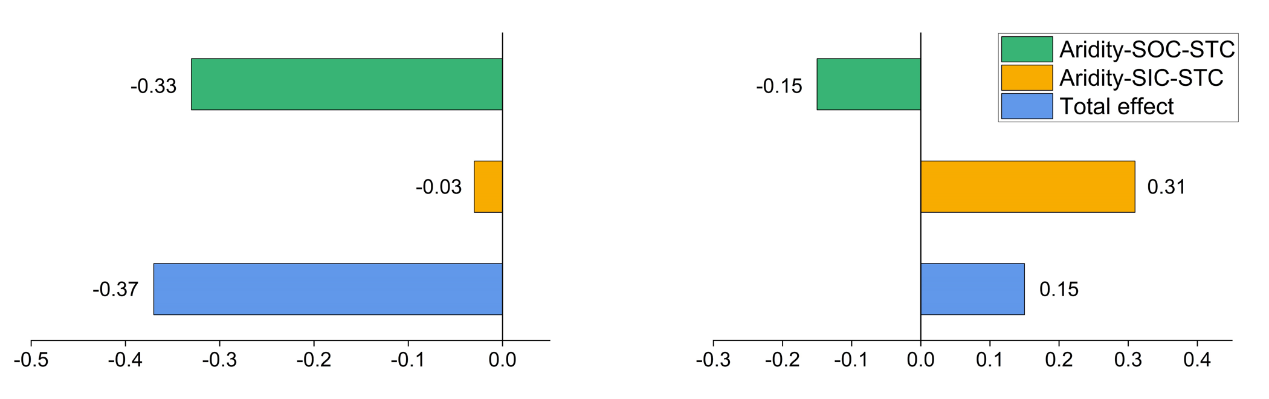 Aridity-SOC-STC
Aridity-SIC-STC
Total effect
-0.33
-0.03
-0.37
-0.5 -0.4 -0.3 -0.2 -0.1 0.0
-0.15
0.31
0.15
-0.3 -0.2 -0.1 0.0 0.1 0.2 0.3 0.4